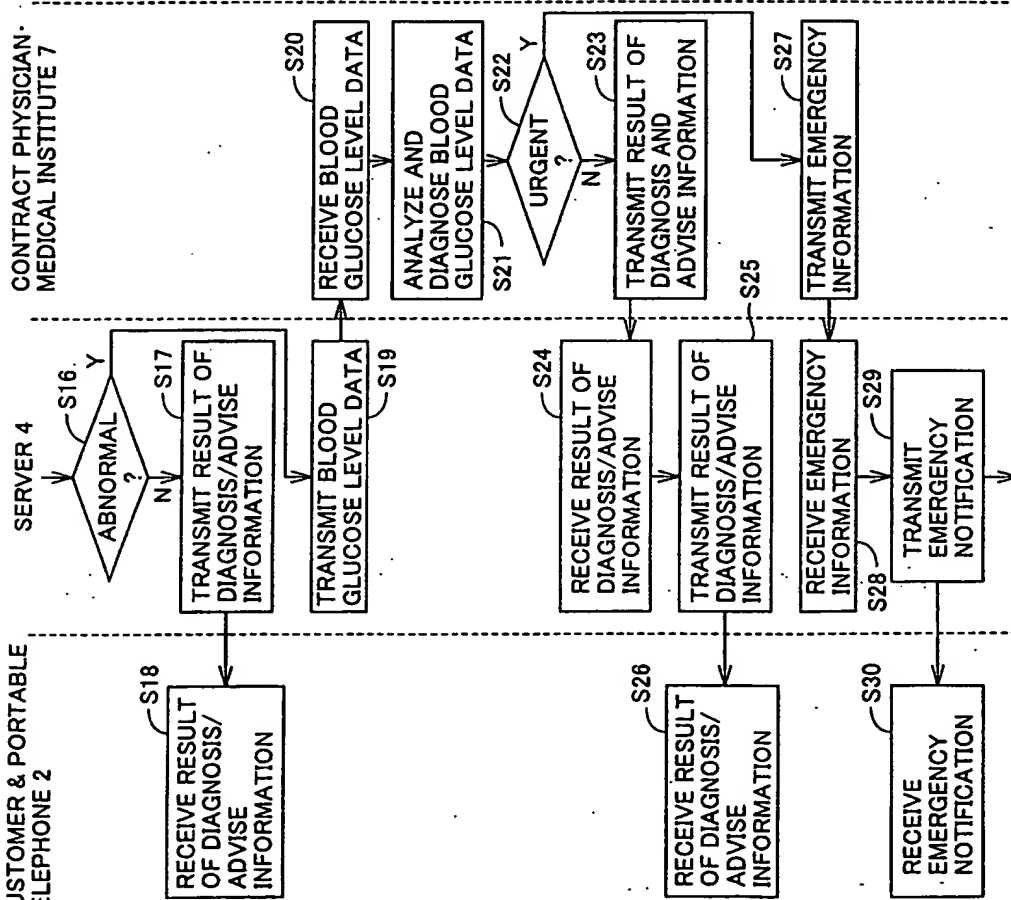 USTOMER & PORTABLE
ELEPHONE 2
S18
RECEIVE RESULT
OF DIAGNOSIS/
ADVISE
INFORMATION
S26
RECEIVE RESULT
OF DIAGNOSIS/
ADVISE
INFORMATION
S30
RECEIVE
EMERGENCY
NOTIFICATION
SERVER 4
S16
ABNORMAL
?
Y
N
S17
TRANSMIT RESULT OF
DIAGNOSIS/ADVISE
INFORMATION
TRANSMIT BLOOD
GLUCOSE LEVEL DATA
S19
S24
RECEIVE RESULT OF
DIAGNOSIS/ADVISE
INFORMATION
S25
TRANSMIT RESULT OF
DIAGNOSIS/ADVISE
INFORMATION
RECEIVE EMERGENCY
INFORMATION
S28
S29
TRANSMIT
EMERGENCY
NOTIFICATION
CONTRACT PHYSICIAN·
MEDICAL INSTITUTE 7
S20
RECEIVE BLOOD
GLUCOSE LEVEL DATA
ANALYZE AND
DIAGNOSE BLOOD
GLUCOSE LEVEL DATA
S21
S22
URGENT
?
Y
N
S23
TRANSMIT RESULT OF
DIAGNOSIS AND
ADVISE INFORMATION
S27
TRANSMIT EMERGENCY
INFORMATION